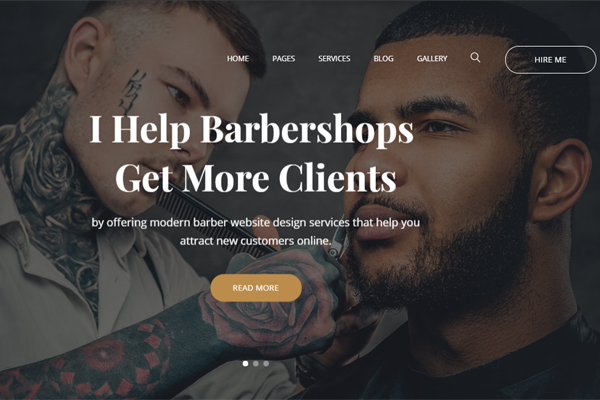 HOME PAGES SERVICES BLOG GALLERY HIRE ME
I Help Barbershops
Get More Clients
by offering modern barber website design services that help you
attract new customers online.
READ MORE